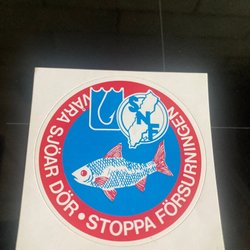 VÅRA SJÖAR DÖR • STOPPA FÖRSURNINGEN
SNF